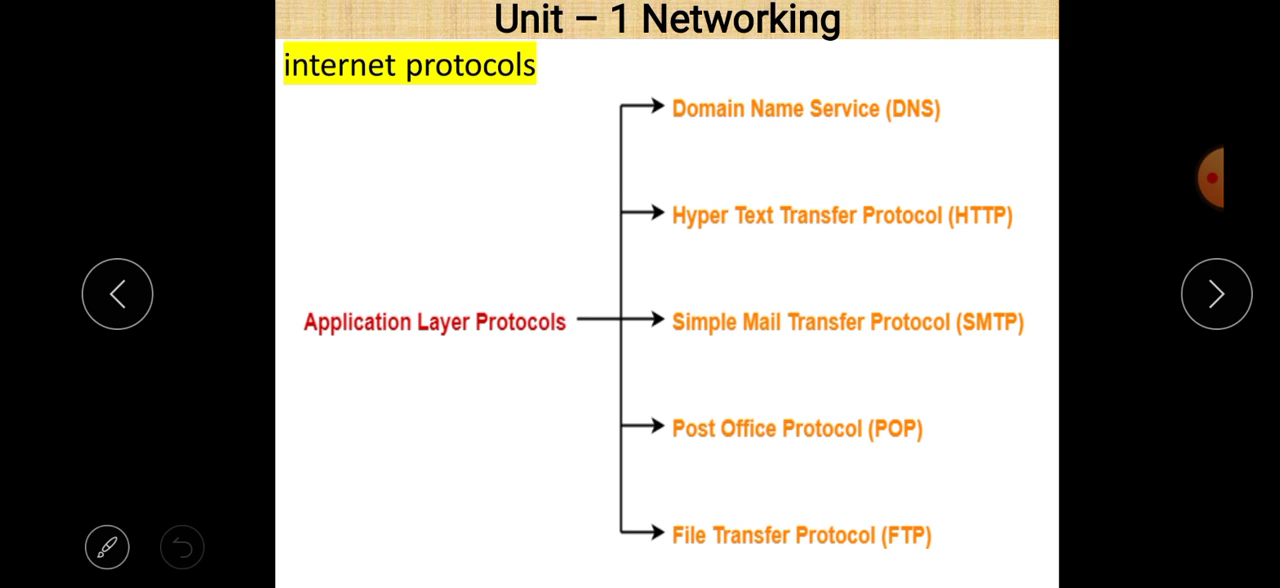 Unit – 1 Networking
internet protocols
Domain Name Service (DNS)
Hyper Text Transfer Protocol (HTTP)
Application Layer Protocols
Simple Mail Transfer Protocol (SMTP)
Post Office Protocol (POP)
File Transfer Protocol (FTP)